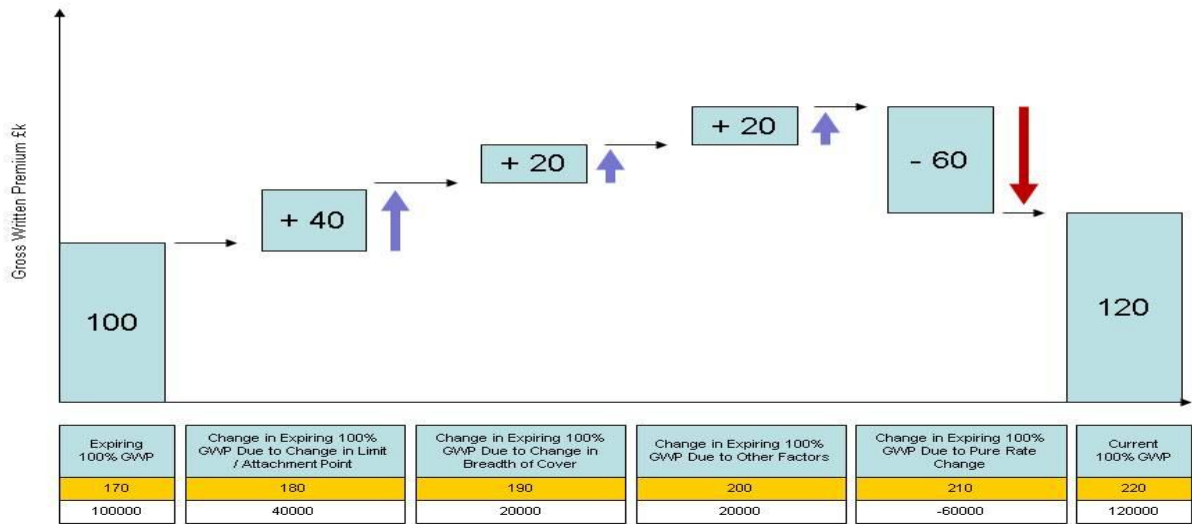 Gross Written Premium £k
100
+ 40
+ 20
+ 20
- 60
120
Expiring
100% GWP
Change in Expiring 100%
GWP Due to Change in Limit
/ Attachment Point
Change in Expiring 100%
GWP Due to Change in
Breadth of Cover
Change in Expiring 100%
GWP Due to Other Factors
Change in Expiring 100%
GWP Due to Pure Rate
Change
Current
100% GWP
170
180
190
200
210
220
100000
40000
20000
20000
-60000
120000